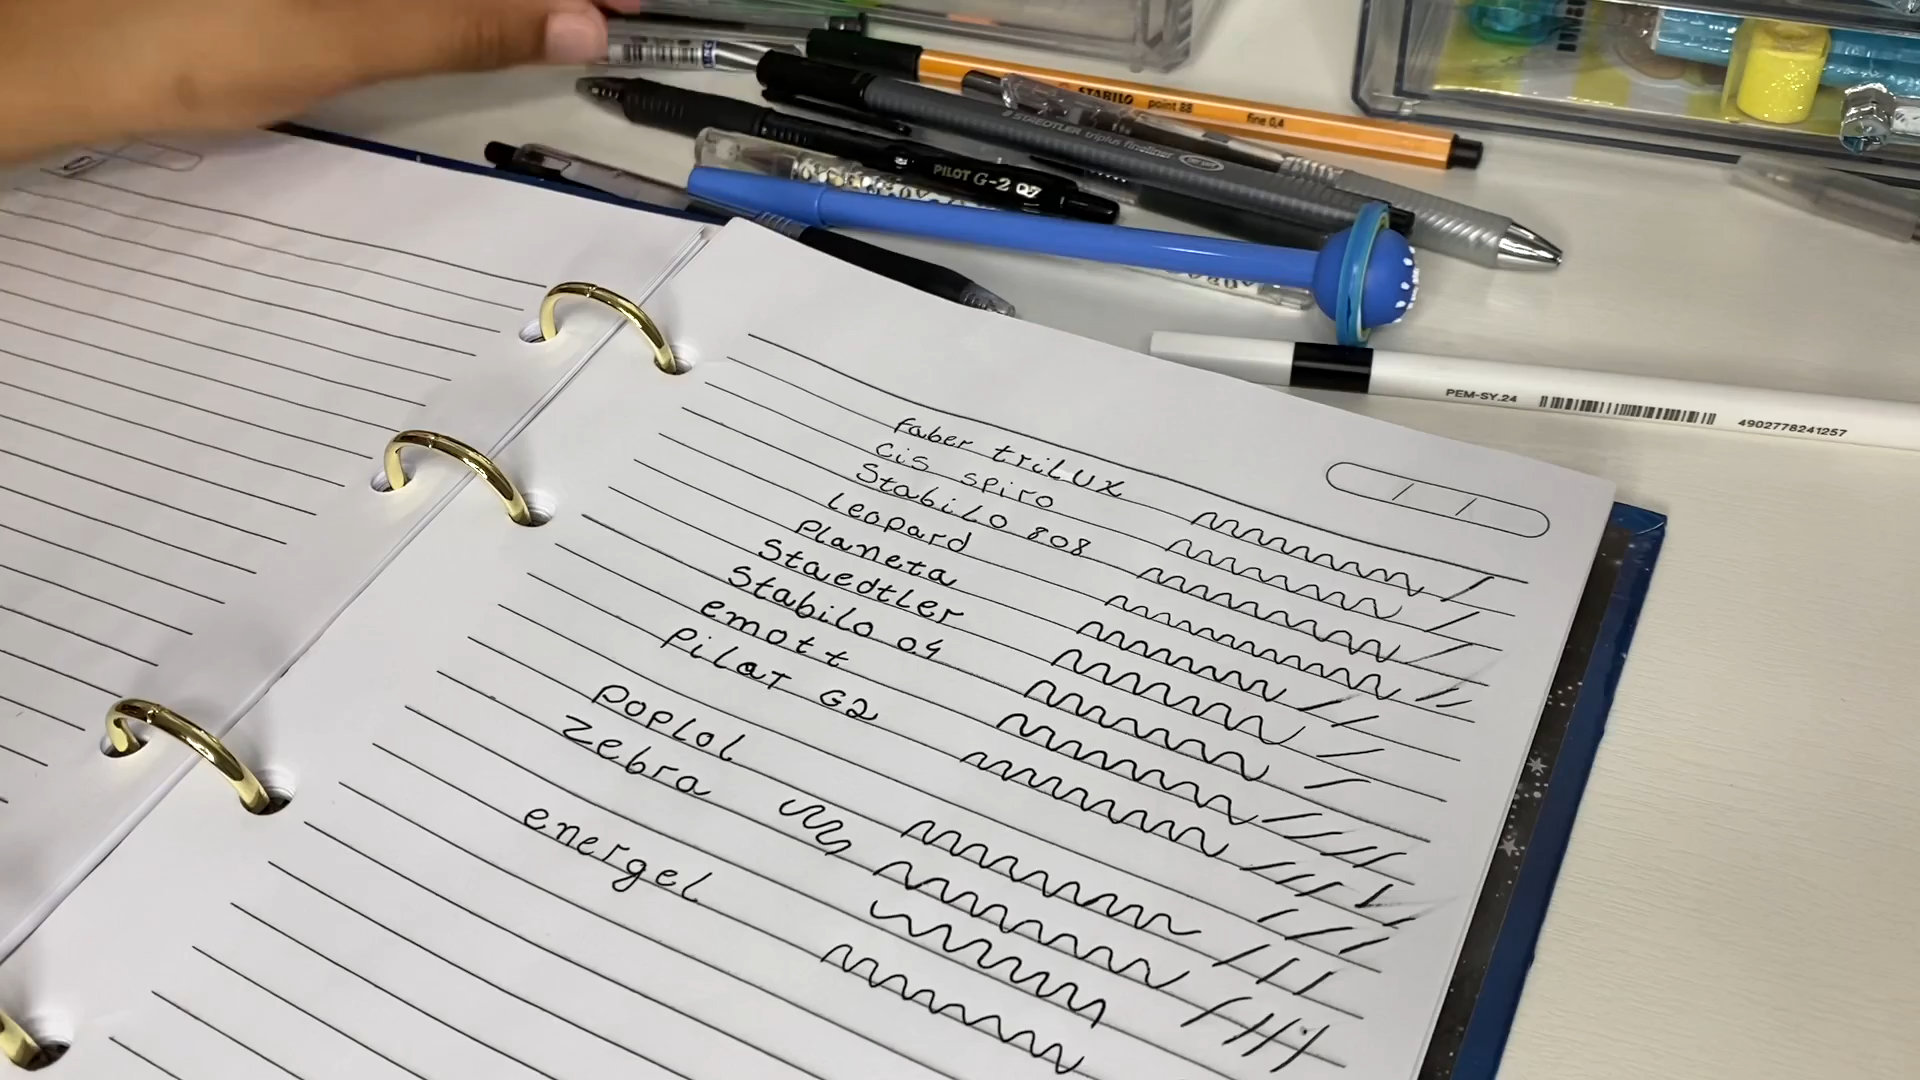 STABILO point 88 fine 0,4
STAEDTLER triplus fineliner
PILOT G-2 07
PEM-SY.24 4902778241257
faber triLUX
Cis spiro
Stabilo 808
Leopard
planeta
Staedtler
Stabilo 04
emott
Pilot G2
poplol
Zebra
energel